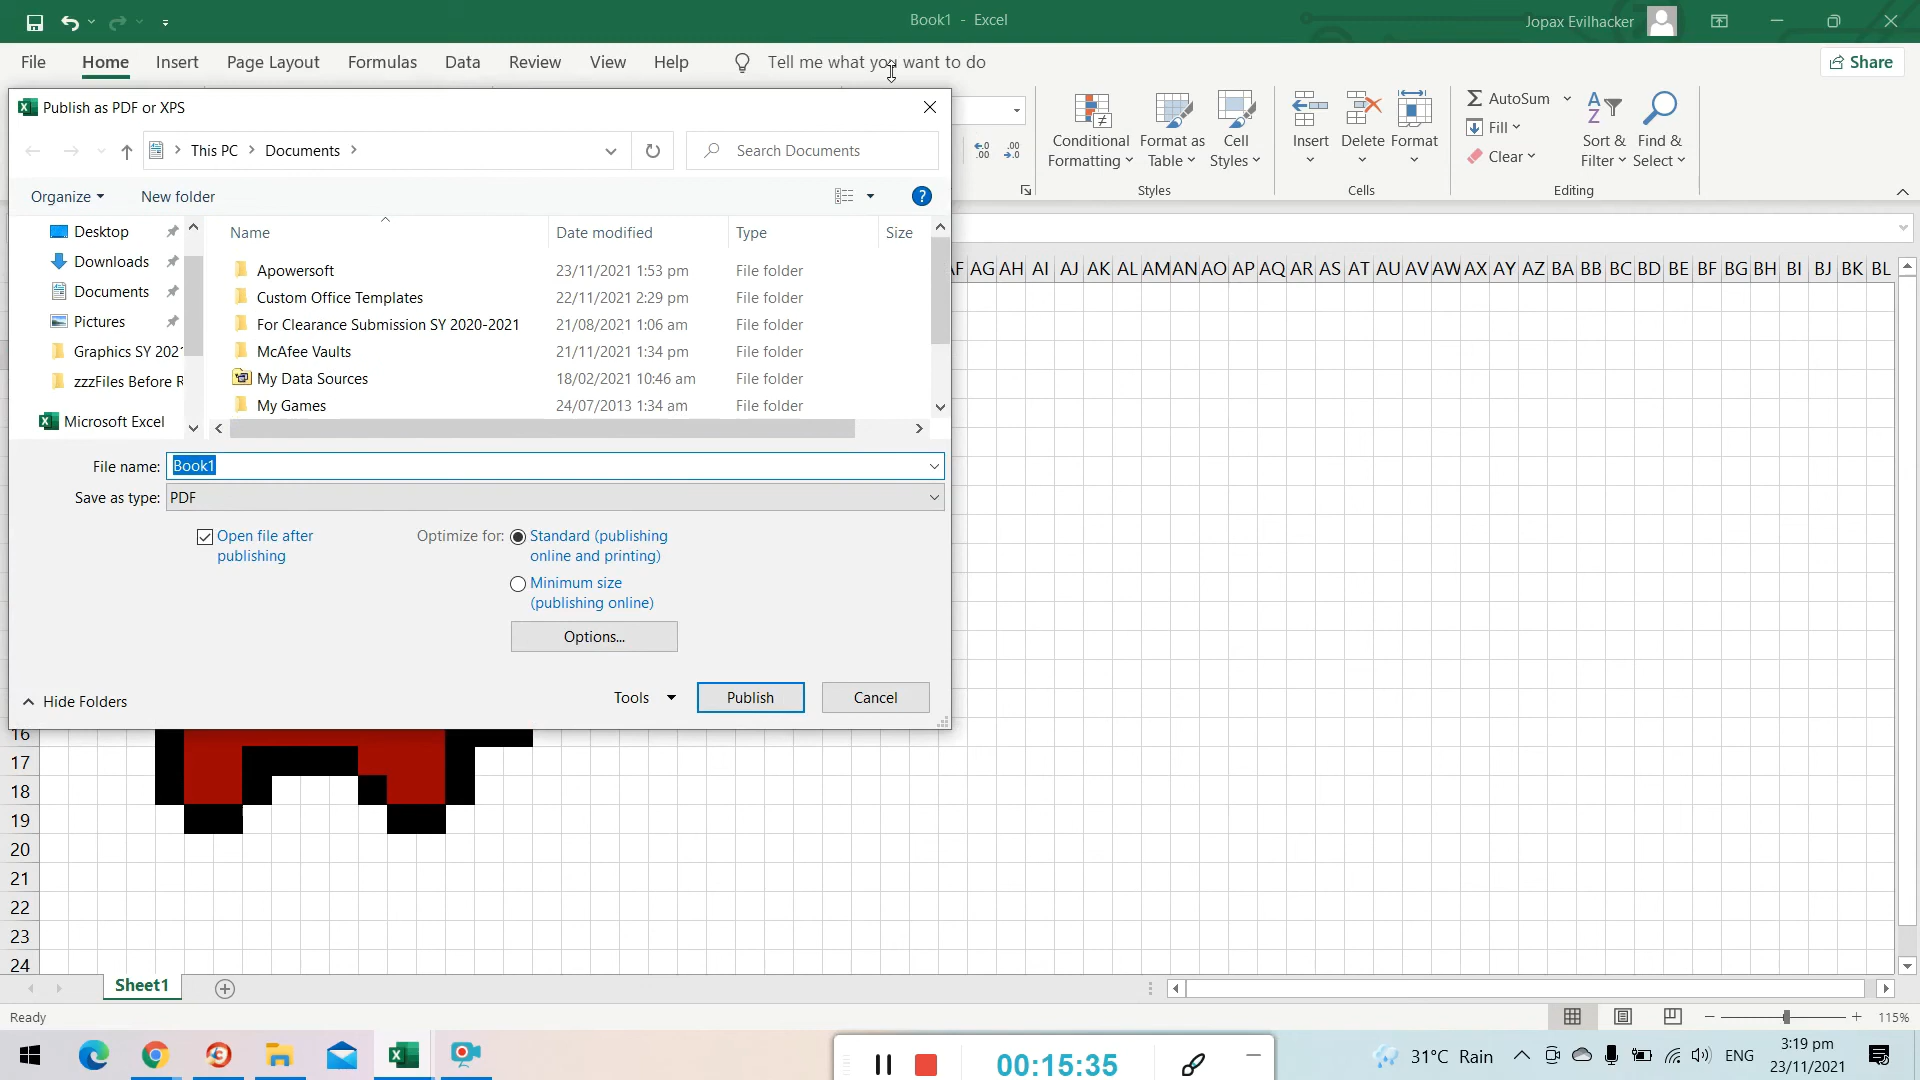 Book1 - Excel
Jopax Evilhacker
File Home Insert Page Layout Formulas Data Review View Help Tell me what you want to do
Share
Publish as PDF or XPS
This PC Documents
Search Documents
Organize New folder
Name Date modified Type Size
Desktop
Downloads
Documents
Pictures
Graphics SY 202
zzzFiles Before R
Microsoft Excel
Apowersoft 23/11/2021 1:53 pm File folder
Custom Office Templates 22/11/2021 2:29 pm File folder
For Clearance Submission SY 2020-2021 21/08/2021 1:06 am File folder
McAfee Vaults 21/11/2021 1:34 pm File folder
My Data Sources 18/02/2021 10:46 am File folder
My Games 24/07/2013 1:34 am File folder
File name: Book1
Save as type: PDF
Open file after
publishing
Optimize for: Standard (publishing
online and printing)
Minimum size
(publishing online)
Options...
Hide Folders
Tools Publish Cancel
.00
.00
Conditional
Formatting
Format as
Table
Cell
Styles
Styles
Insert
Delete
Format
Cells
AutoSum
Fill
Clear
Sort &
Filter
Find &
Select
Editing
AG AH AI AJ AK AL AM AN AO AP AQ AR AS AT AU AV AW AX AY AZ BA BB BC BD BE BF BG BH BI BJ BK BL
16
17
18
19
20
21
22
23
24
Sheet1
Ready
115%
00:15:35
31°C Rain
ENG
3:19 pm
23/11/2021